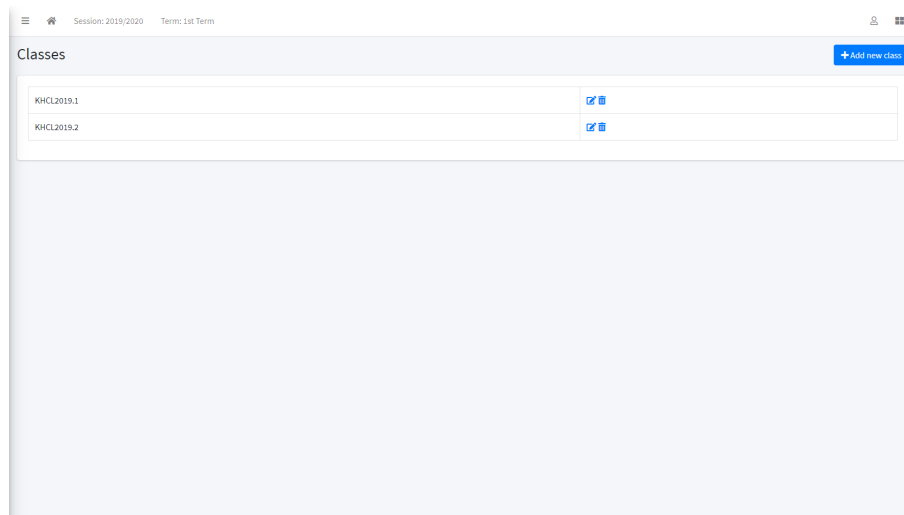 Session: 2019/2020 Term: 1st Term
Classes
Add new class
KHCL2019.1
KHCL2019.2